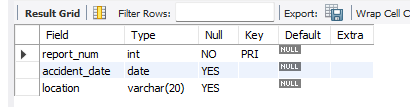 Result Grid Filter Rows: Export: Wrap Cell C
Field Type Null Key Default Extra
report_num int NO PRI NULL
accident_date date YES NULL
location varchar(20) YES NULL